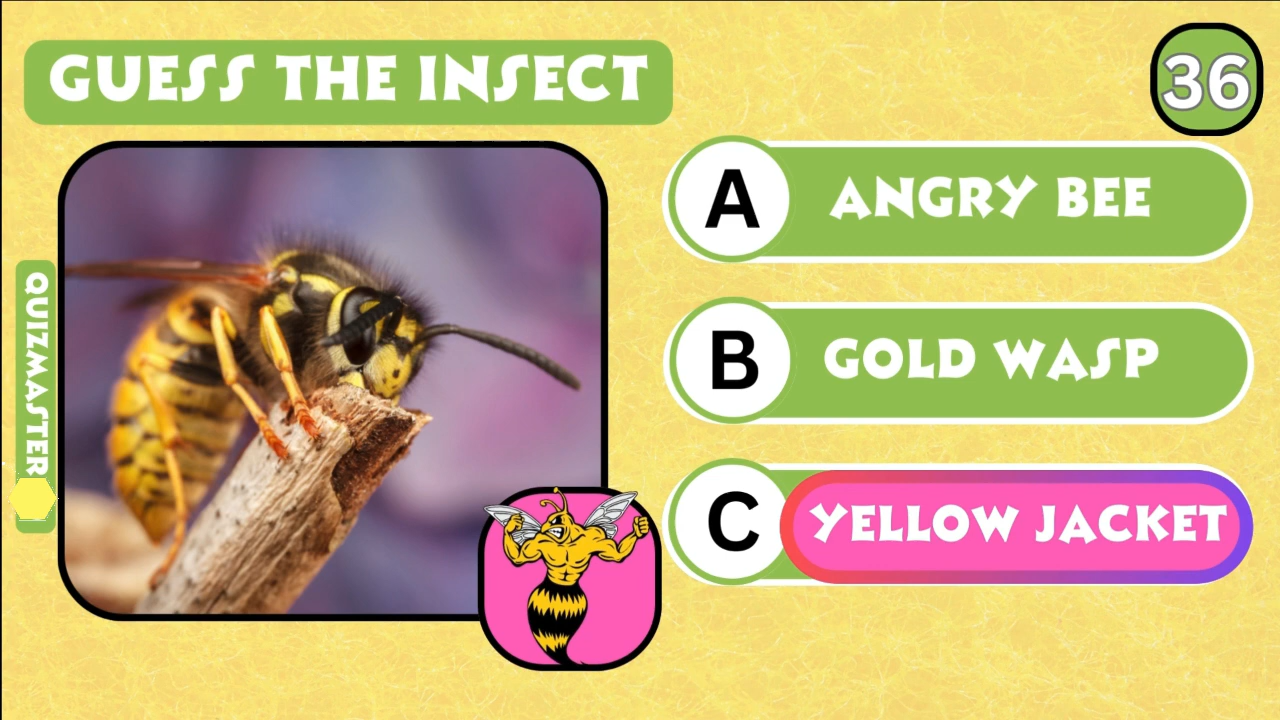 GUESS THE INSECT
36
QUIZMASTER
A ANGRY BEE
B GOLD WASP
C YELLOW JACKET